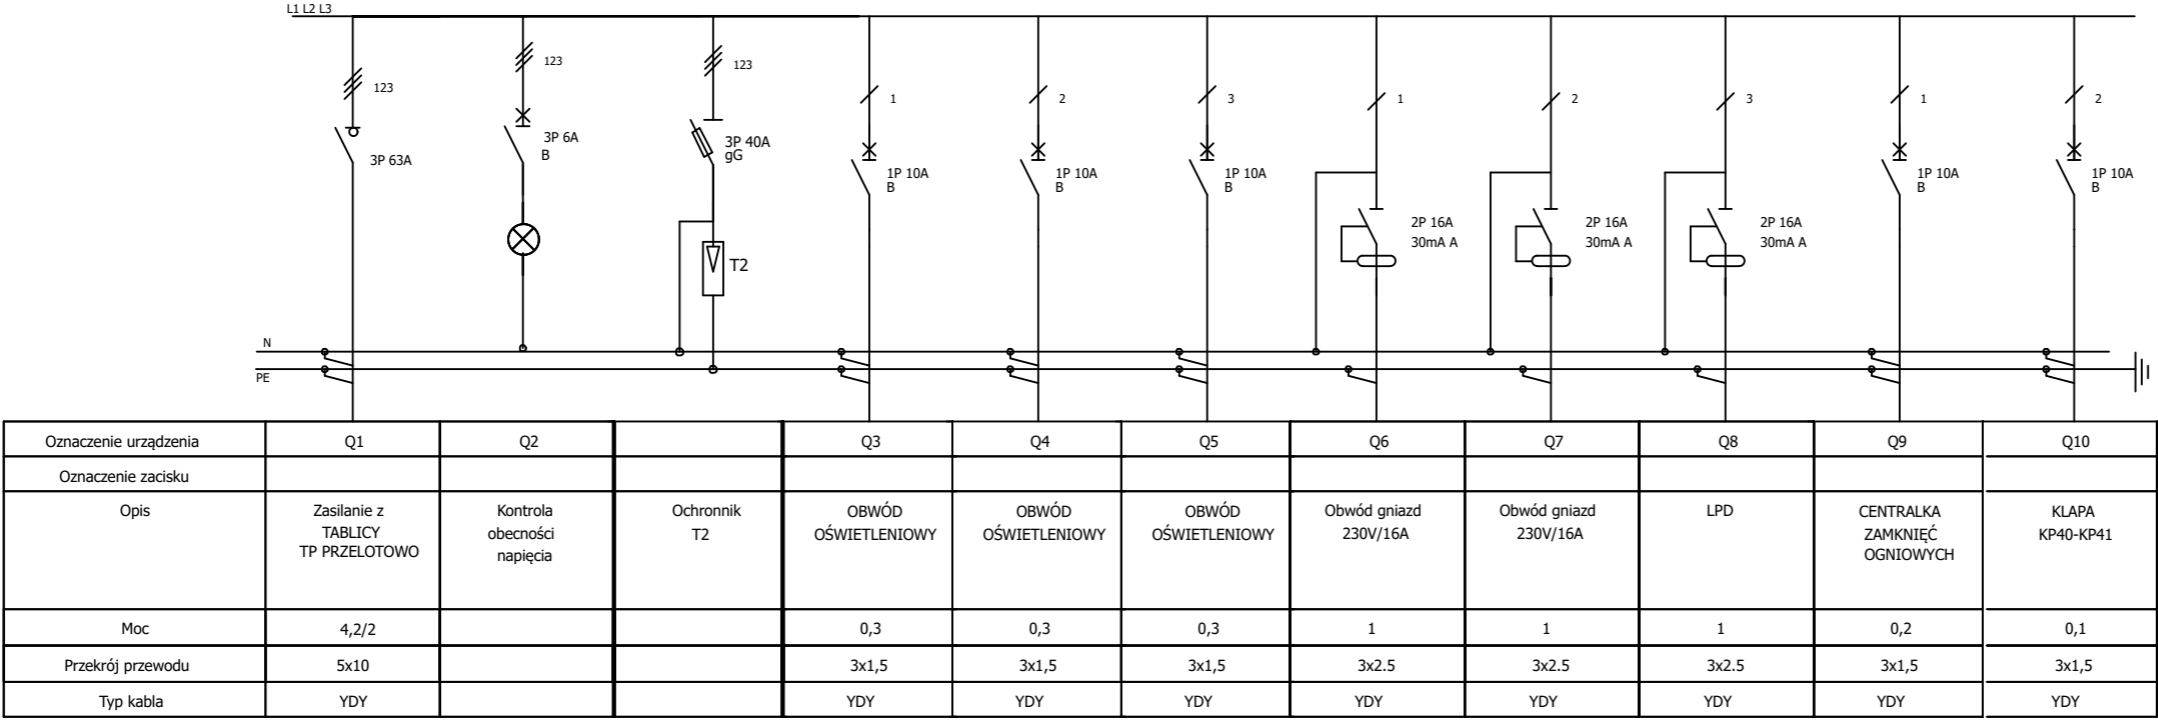 L1 L2 L3
123
123
123
1
2
3
1
2
3
1
2
3P 63A
3P 6A
B
3P 40A
gG
1P 10A
B
1P 10A
B
1P 10A
B
2P 16A
30mA A
2P 16A
30mA A
2P 16A
30mA A
1P 10A
B
1P 10A
B
T2
N
PE
Oznaczenie urządzenia Q1 Q2 Q3 Q4 Q5 Q6 Q7 Q8 Q9 Q10
Oznaczenie zacisku
Opis
Zasilanie z
TABLICY
TP PRZELOTOWO
Kontrola
obecności
napięcia
Ochronnik
T2
OBWÓD
OŚWIETLENIOWY
OBWÓD
OŚWIETLENIOWY
OBWÓD
OŚWIETLENIOWY
Obwód gniazd
230V/16A
Obwód gniazd
230V/16A
LPD
CENTRALKA
ZAMKNIĘĆ
OGNIOWYCH
KLAPA
KP40-KP41
Moc 4,2/2 0,3 0,3 0,3 1 1 1 0,2 0,1
Przekrój przewodu 5x10 3x1,5 3x1,5 3x1,5 3x2.5 3x2.5 3x2.5 3x1,5 3x1,5
Typ kabla YDY YDY YDY YDY YDY YDY YDY YDY YDY